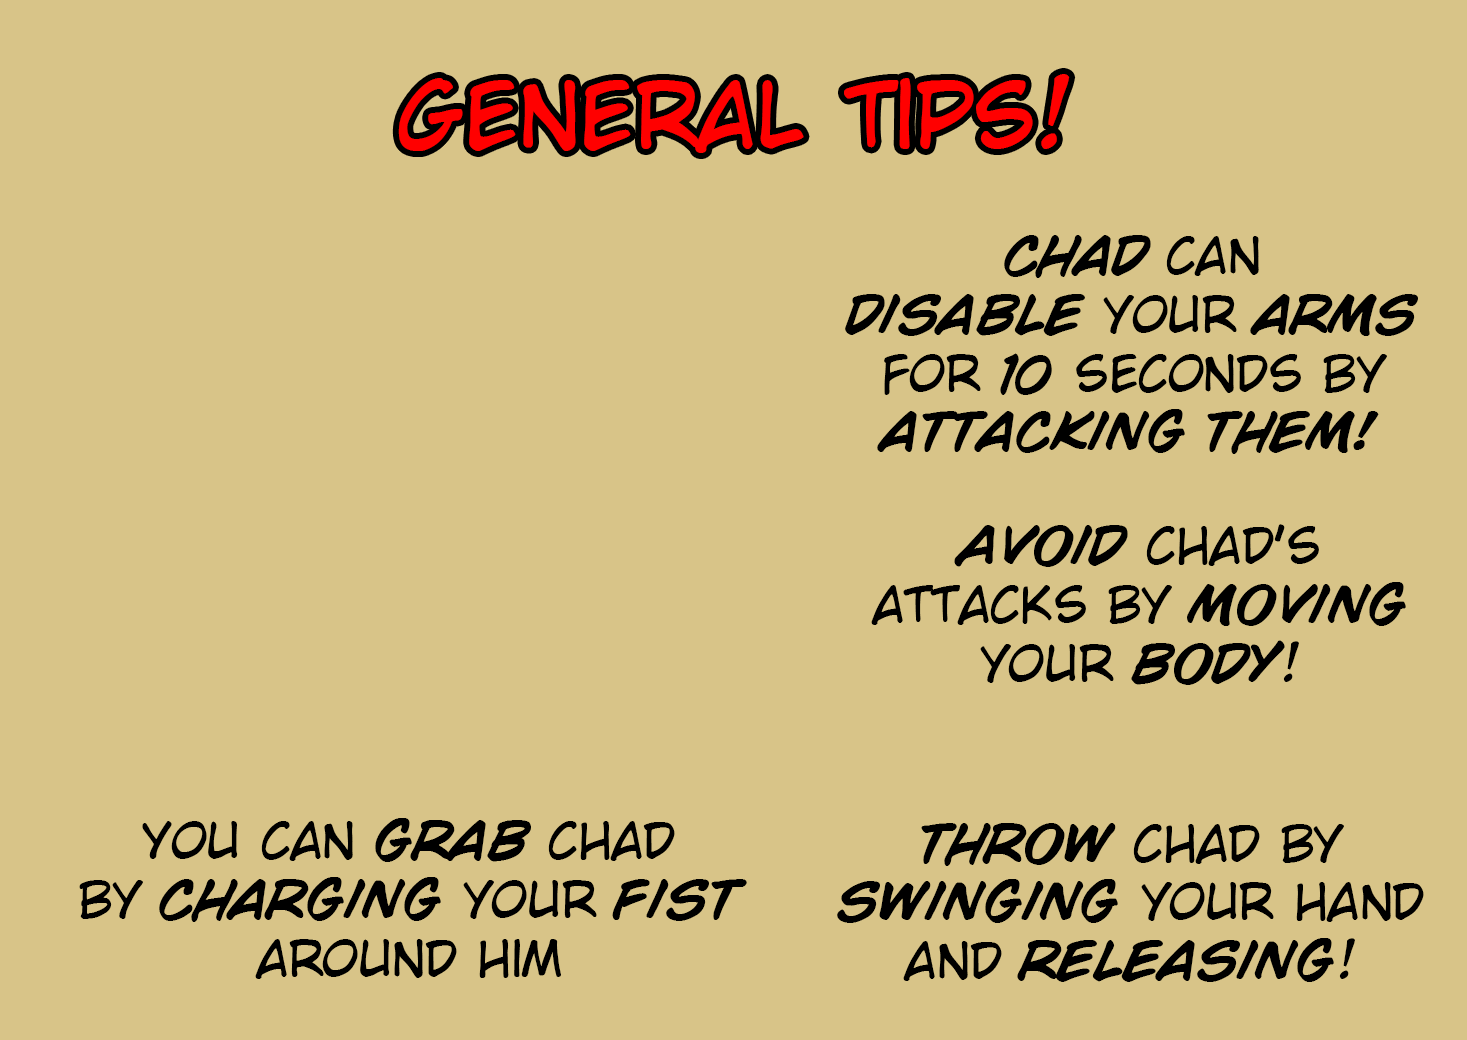 GENERAL TIPS!
CHAD CAN
DISABLE YOUR ARMS
FOR 10 SECONDS BY
ATTACKING THEM!
AVOID CHAD'S
ATTACKS BY MOVING
YOUR BODY!
YOU CAN GRAB CHAD
BY CHARGING YOUR FIST
AROUND HIM
THROW CHAD BY
SWINGING YOUR HAND
AND RELEASING!